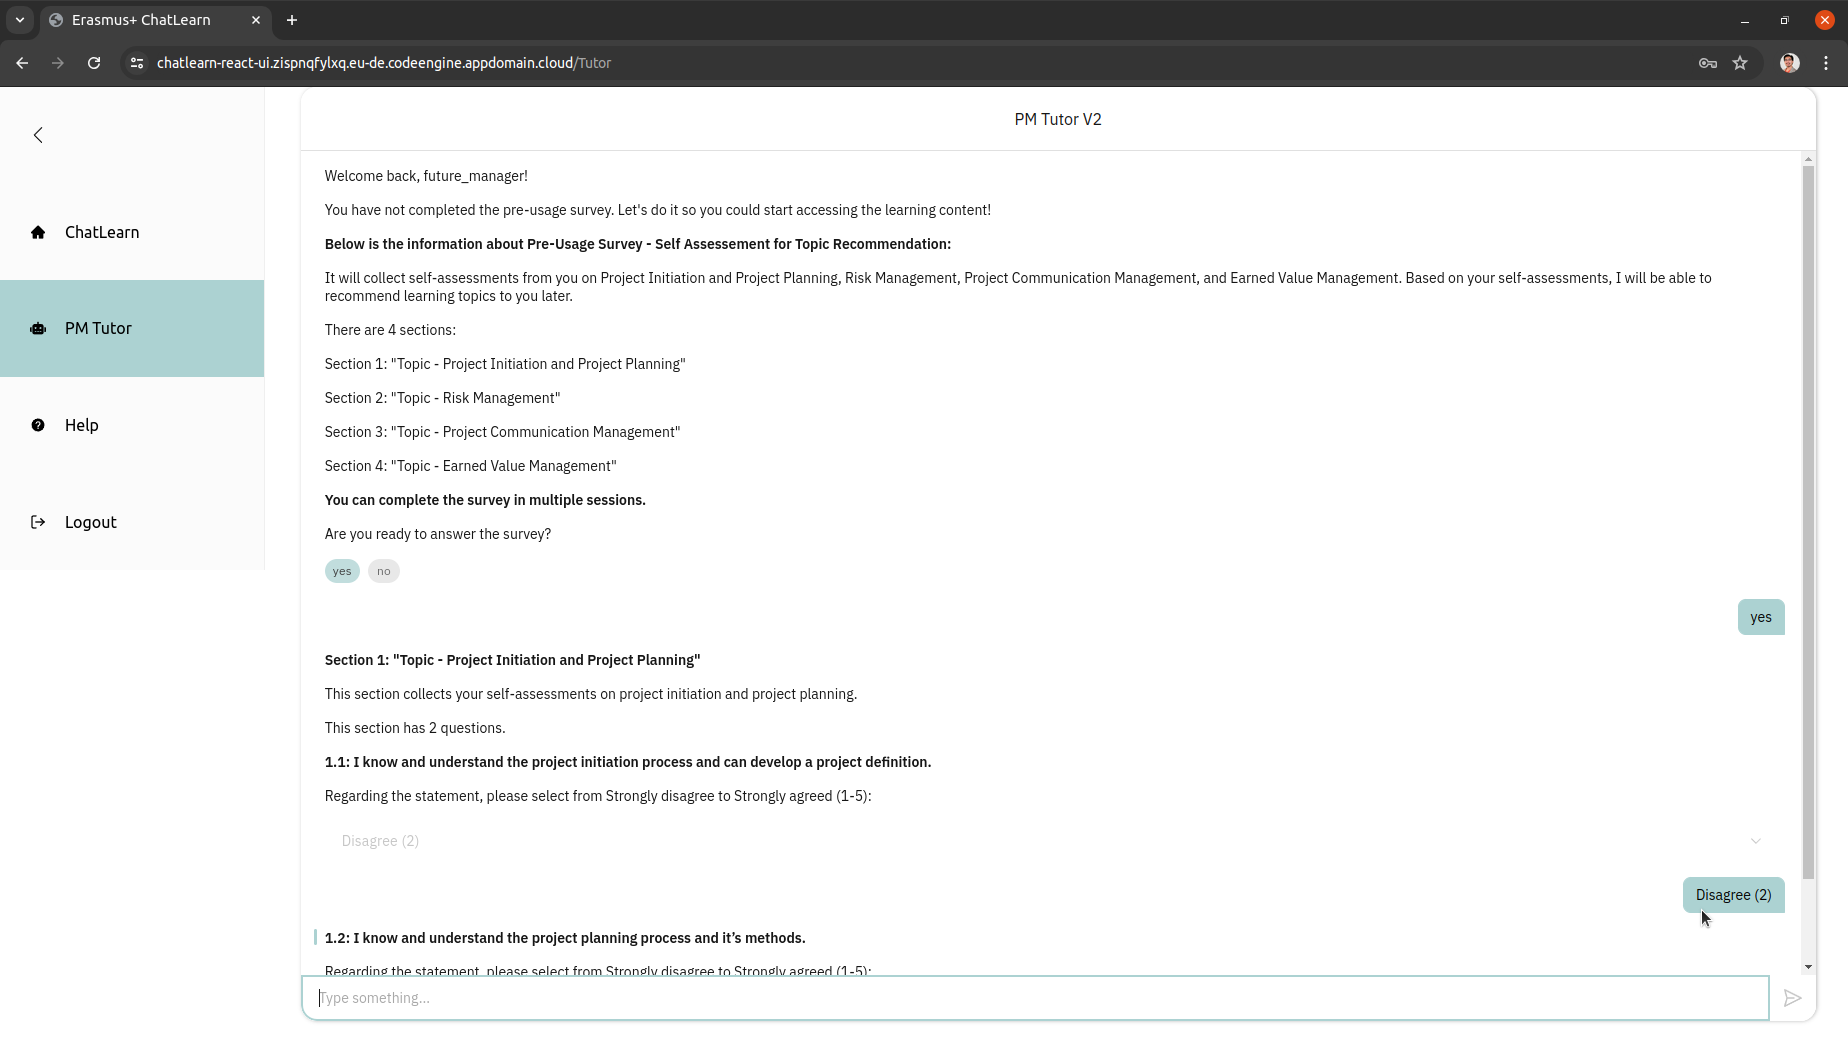 Erasmus+ ChatLearn
chatlearn-react-ui.zispnqfylxq.eu-de.codeengine.appdomain.cloud/Tutor
ChatLearn
PM Tutor
Help
Logout
PM Tutor V2
Welcome back, future_manager!
You have not completed the pre-usage survey. Let's do it so you could start accessing the learning content!
Below is the information about Pre-Usage Survey - Self Assessement for Topic Recommendation:
It will collect self-assessments from you on Project Initiation and Project Planning, Risk Management, Project Communication Management, and Earned Value Management. Based on your self-assessments, I will be able to
recommend learning topics to you later.
There are 4 sections:
Section 1: "Topic - Project Initiation and Project Planning"
Section 2: "Topic - Risk Management"
Section 3: "Topic - Project Communication Management"
Section 4: "Topic - Earned Value Management"
You can complete the survey in multiple sessions.
Are you ready to answer the survey?
yes no
yes
Section 1: "Topic - Project Initiation and Project Planning"
This section collects your self-assessments on project initiation and project planning.
This section has 2 questions.
1.1: I know and understand the project initiation process and can develop a project definition.
Regarding the statement, please select from Strongly disagree to Strongly agreed (1-5):
Disagree (2)
Disagree (2)
1.2: I know and understand the project planning process and it’s methods.
Regarding the statement, please select from Strongly disagree to Strongly agreed (1-5):
Type something...